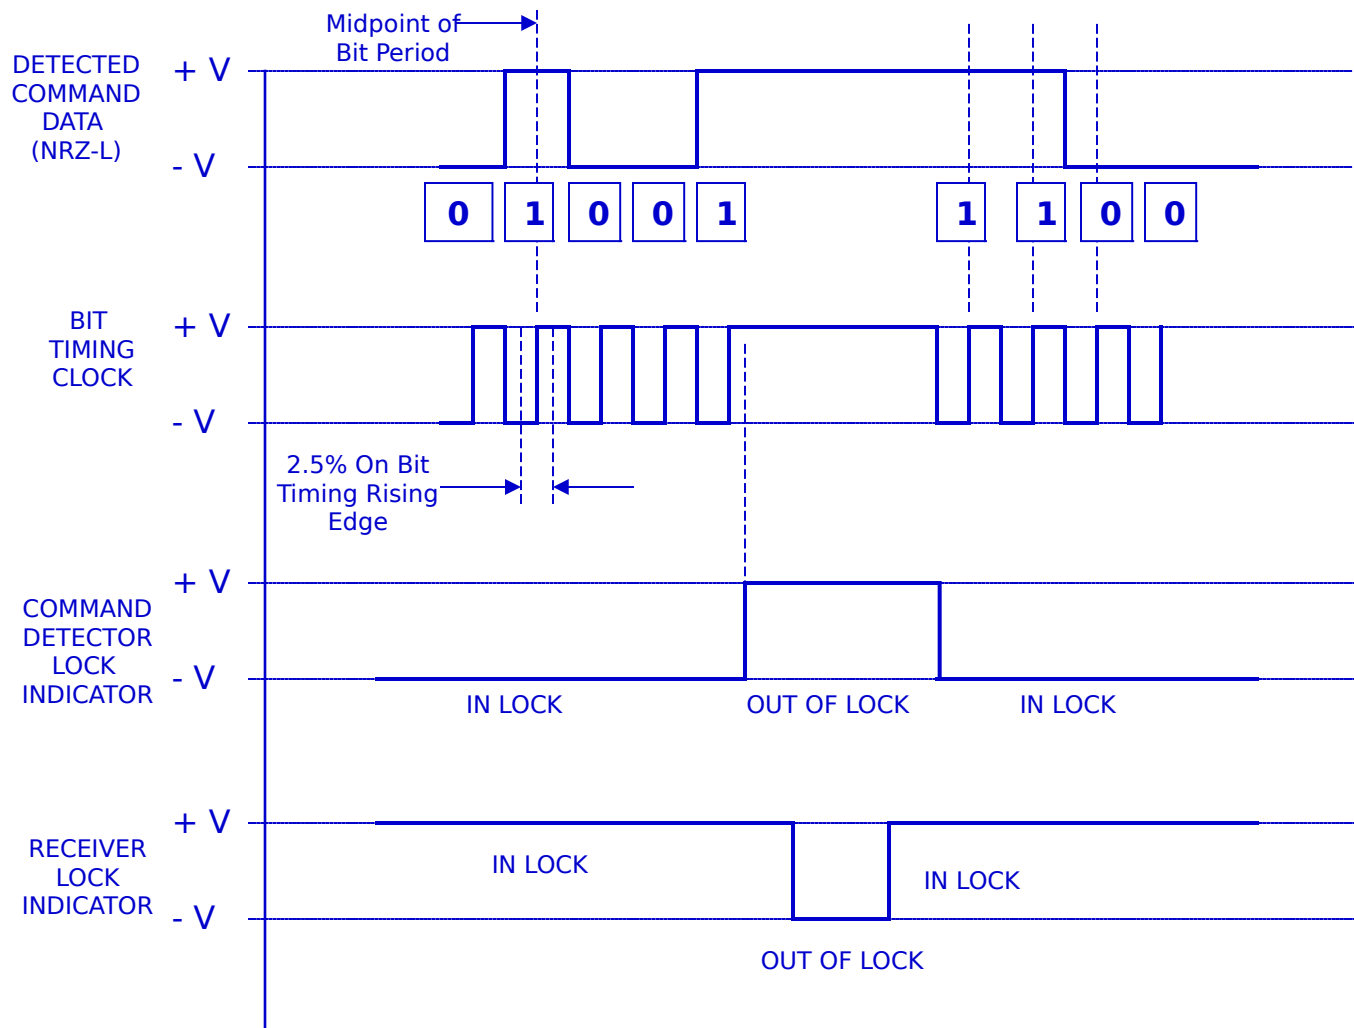 Midpoint of
Bit Period
DETECTED
COMMAND
DATA
(NRZ-L)
+ V
- V
0 1 0 0 1 1 1 0 0
BIT
TIMING
CLOCK
+ V
- V
2.5% On Bit
Timing Rising
Edge
COMMAND
DETECTOR
LOCK
INDICATOR
+ V
- V
IN LOCK OUT OF LOCK IN LOCK
RECEIVER
LOCK
INDICATOR
+ V
- V
IN LOCK
IN LOCK
OUT OF LOCK